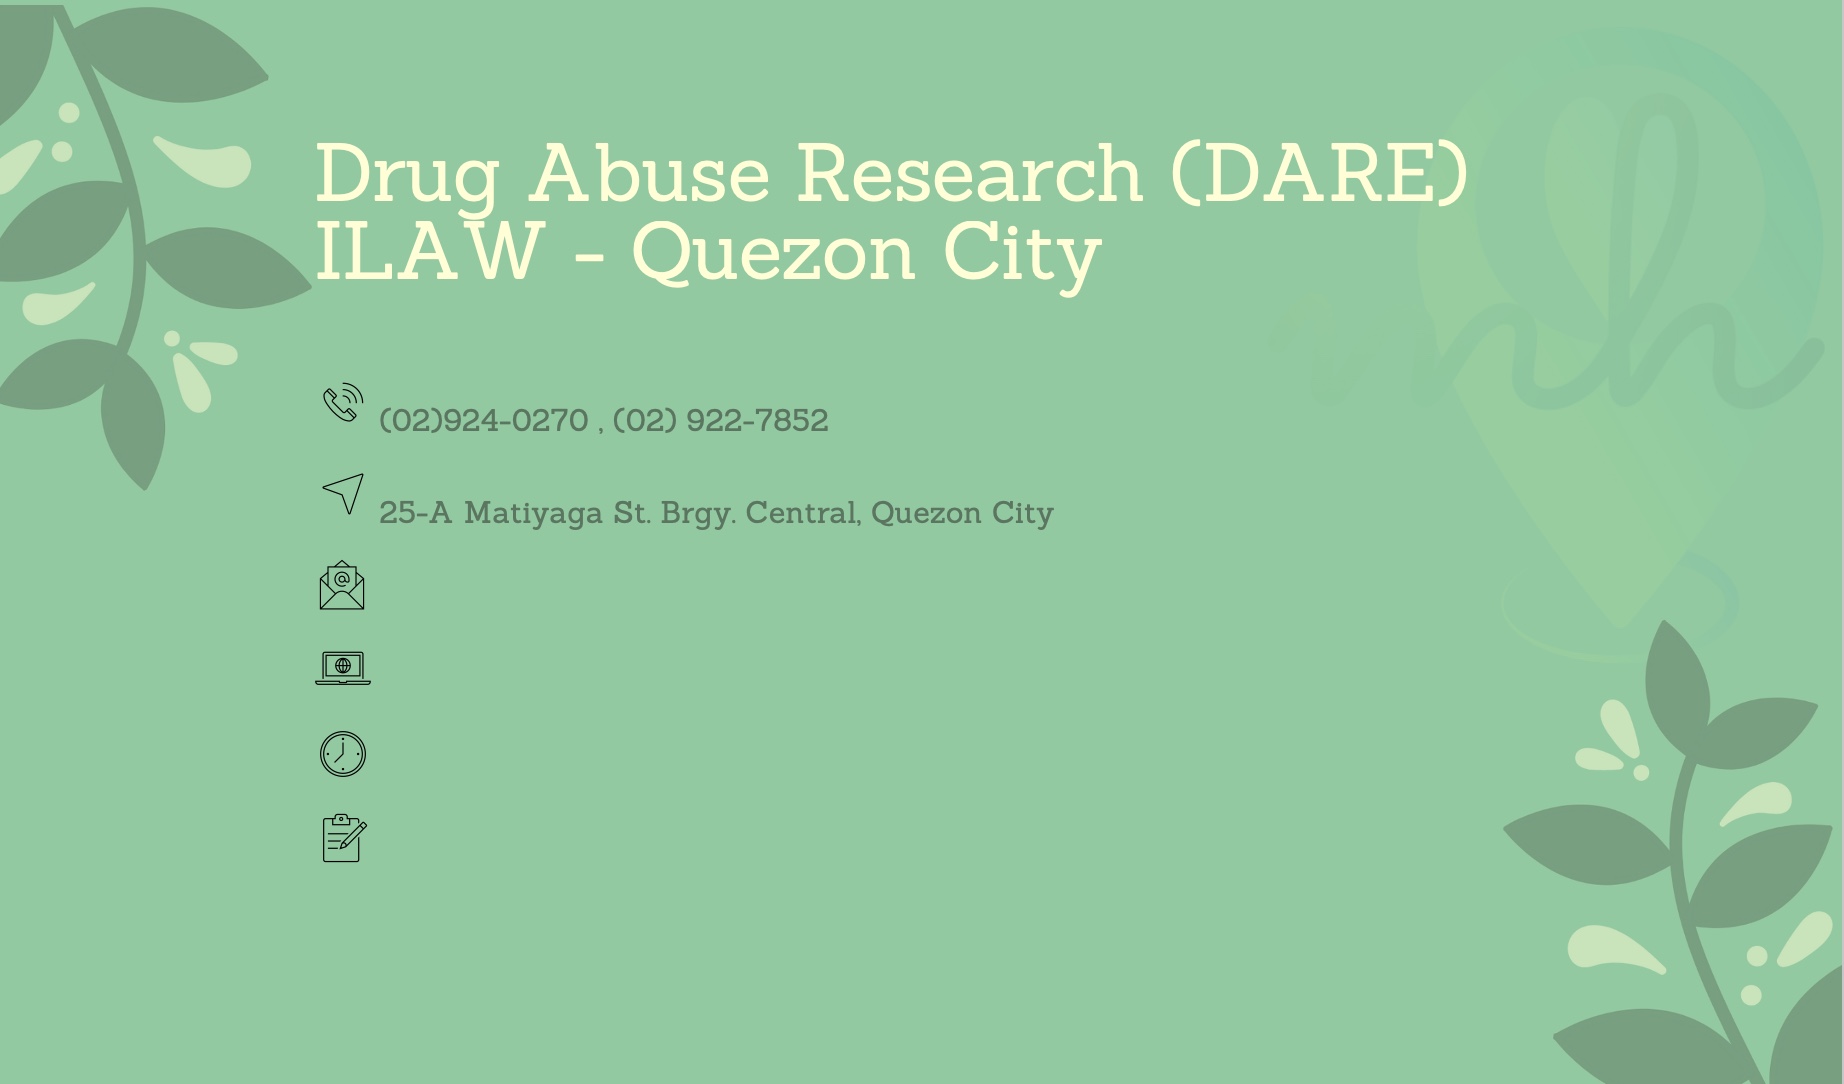 Drug Abuse Research (DARE)
ILAW - Quezon City
(02)924-0270 , (02) 922-7852
25-A Matiyaga St. Brgy. Central, Quezon City